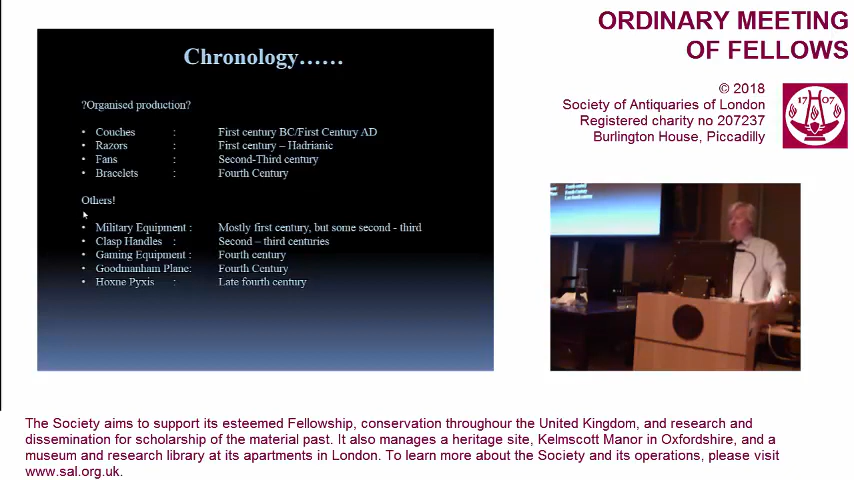 Chronology……
?Organised production?
• Couches : First century BC/First Century AD
• Razors : First century – Hadrianic
• Fans : Second-Third century
• Bracelets : Fourth Century
Others!
• Military Equipment : Mostly first century, but some second - third
• Clasp Handles : Second – third centuries
• Gaming Equipment : Fourth century
• Goodmanham Plane: Fourth Century
• Hoxne Pyxis : Late fourth century
ORDINARY MEETING
OF FELLOWS
© 2018
Society of Antiquaries of London
Registered charity no 207237
Burlington House, Piccadilly
17 07
The Society aims to support its esteemed Fellowship, conservation throughour the United Kingdom, and research and
dissemination for scholarship of the material past. It also manages a heritage site, Kelmscott Manor in Oxfordshire, and a
museum and research library at its apartments in London. To learn more about the Society and its operations, please visit
www.sal.org.uk.